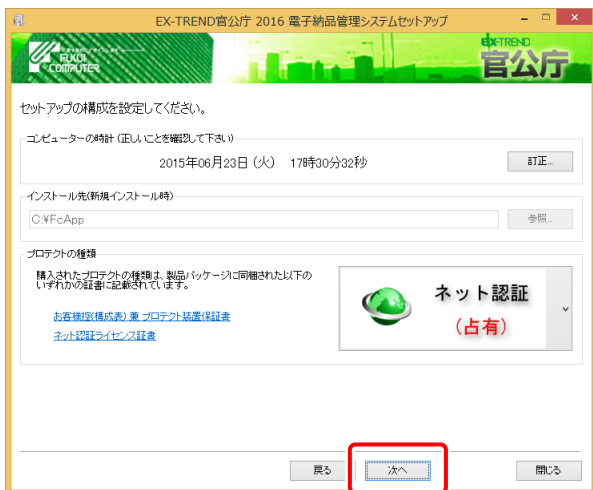 EX-TREND官公庁 2016 電子納品管理システムセットアップ
FUKUI
COMPUTER
EX-TREND
官公庁
セットアップの構成を設定してください。
コンピューターの時計 (正しいことを確認して下さい)
2015年06月23日 (火) 17時30分32秒
訂正...
インストール先(新規インストール時)
C:¥FcApp
参照...
プロテクトの種類
購入されたプロテクトの種類は、製品パッケージに同梱された以下の
いずれかの証書に記載されています。
お客様控(構成表) 兼 プロテクト装置保証書
ネット認証ライセンス証書
ネット認証
(占有)
戻る
次へ
閉じる